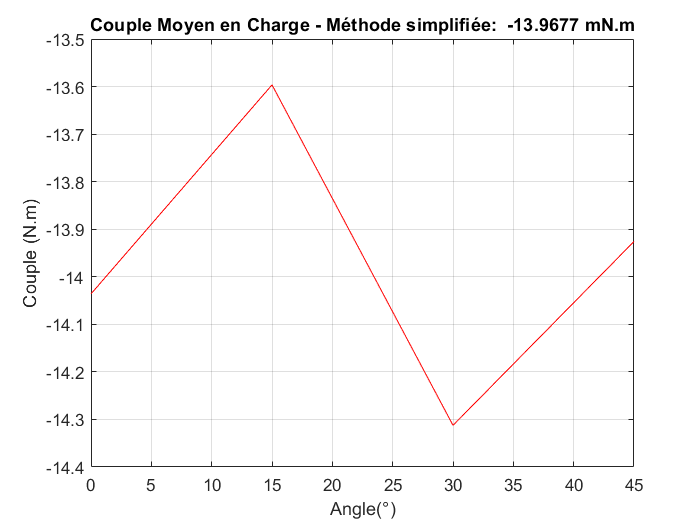 Couple Moyen en Charge - Méthode simplifiée:  -13.9677 mN.m
-13.5
-13.6
-13.7
-13.8
-13.9
-14
-14.1
-14.2
-14.3
-14.4
Couple (N.m)
0 5 10 15 20 25 30 35 40 45
Angle(°)